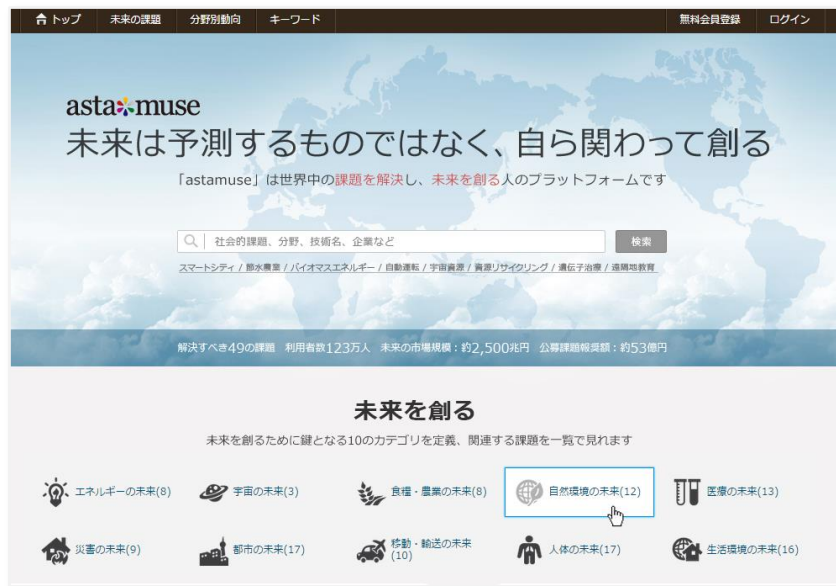 トップ 未来の課題 分野別動向 キーワード 無料会員登録 ログイン
astamuse
未来は予測するものではなく、自ら関わって創る
「astamuse」は世界中の課題を解決し、未来を創る人のプラットフォームです
社会的課題、分野、技術名、企業など 検索
スマートシティ / 節水農業 / バイオマスエネルギー / 自動運転 / 宇宙資源 / 資源リサイクリング / 遺伝子治療 / 遠隔地教育
解決すべき49の課題 利用者数123万人 未来の市場規模：約2,500兆円 公募課題報奨額：約53億円
未来を創る
未来を創るために鍵となる10のカテゴリを定義、関連する課題を一覧で見れます
エネルギーの未来(8) 宇宙の未来(3) 食糧・農業の未来(8) 自然環境の未来(12) 医療の未来(13)
災害の未来(9) 都市の未来(17) 移動・輸送の未来
(10) 人体の未来(17) 生活環境の未来(16)